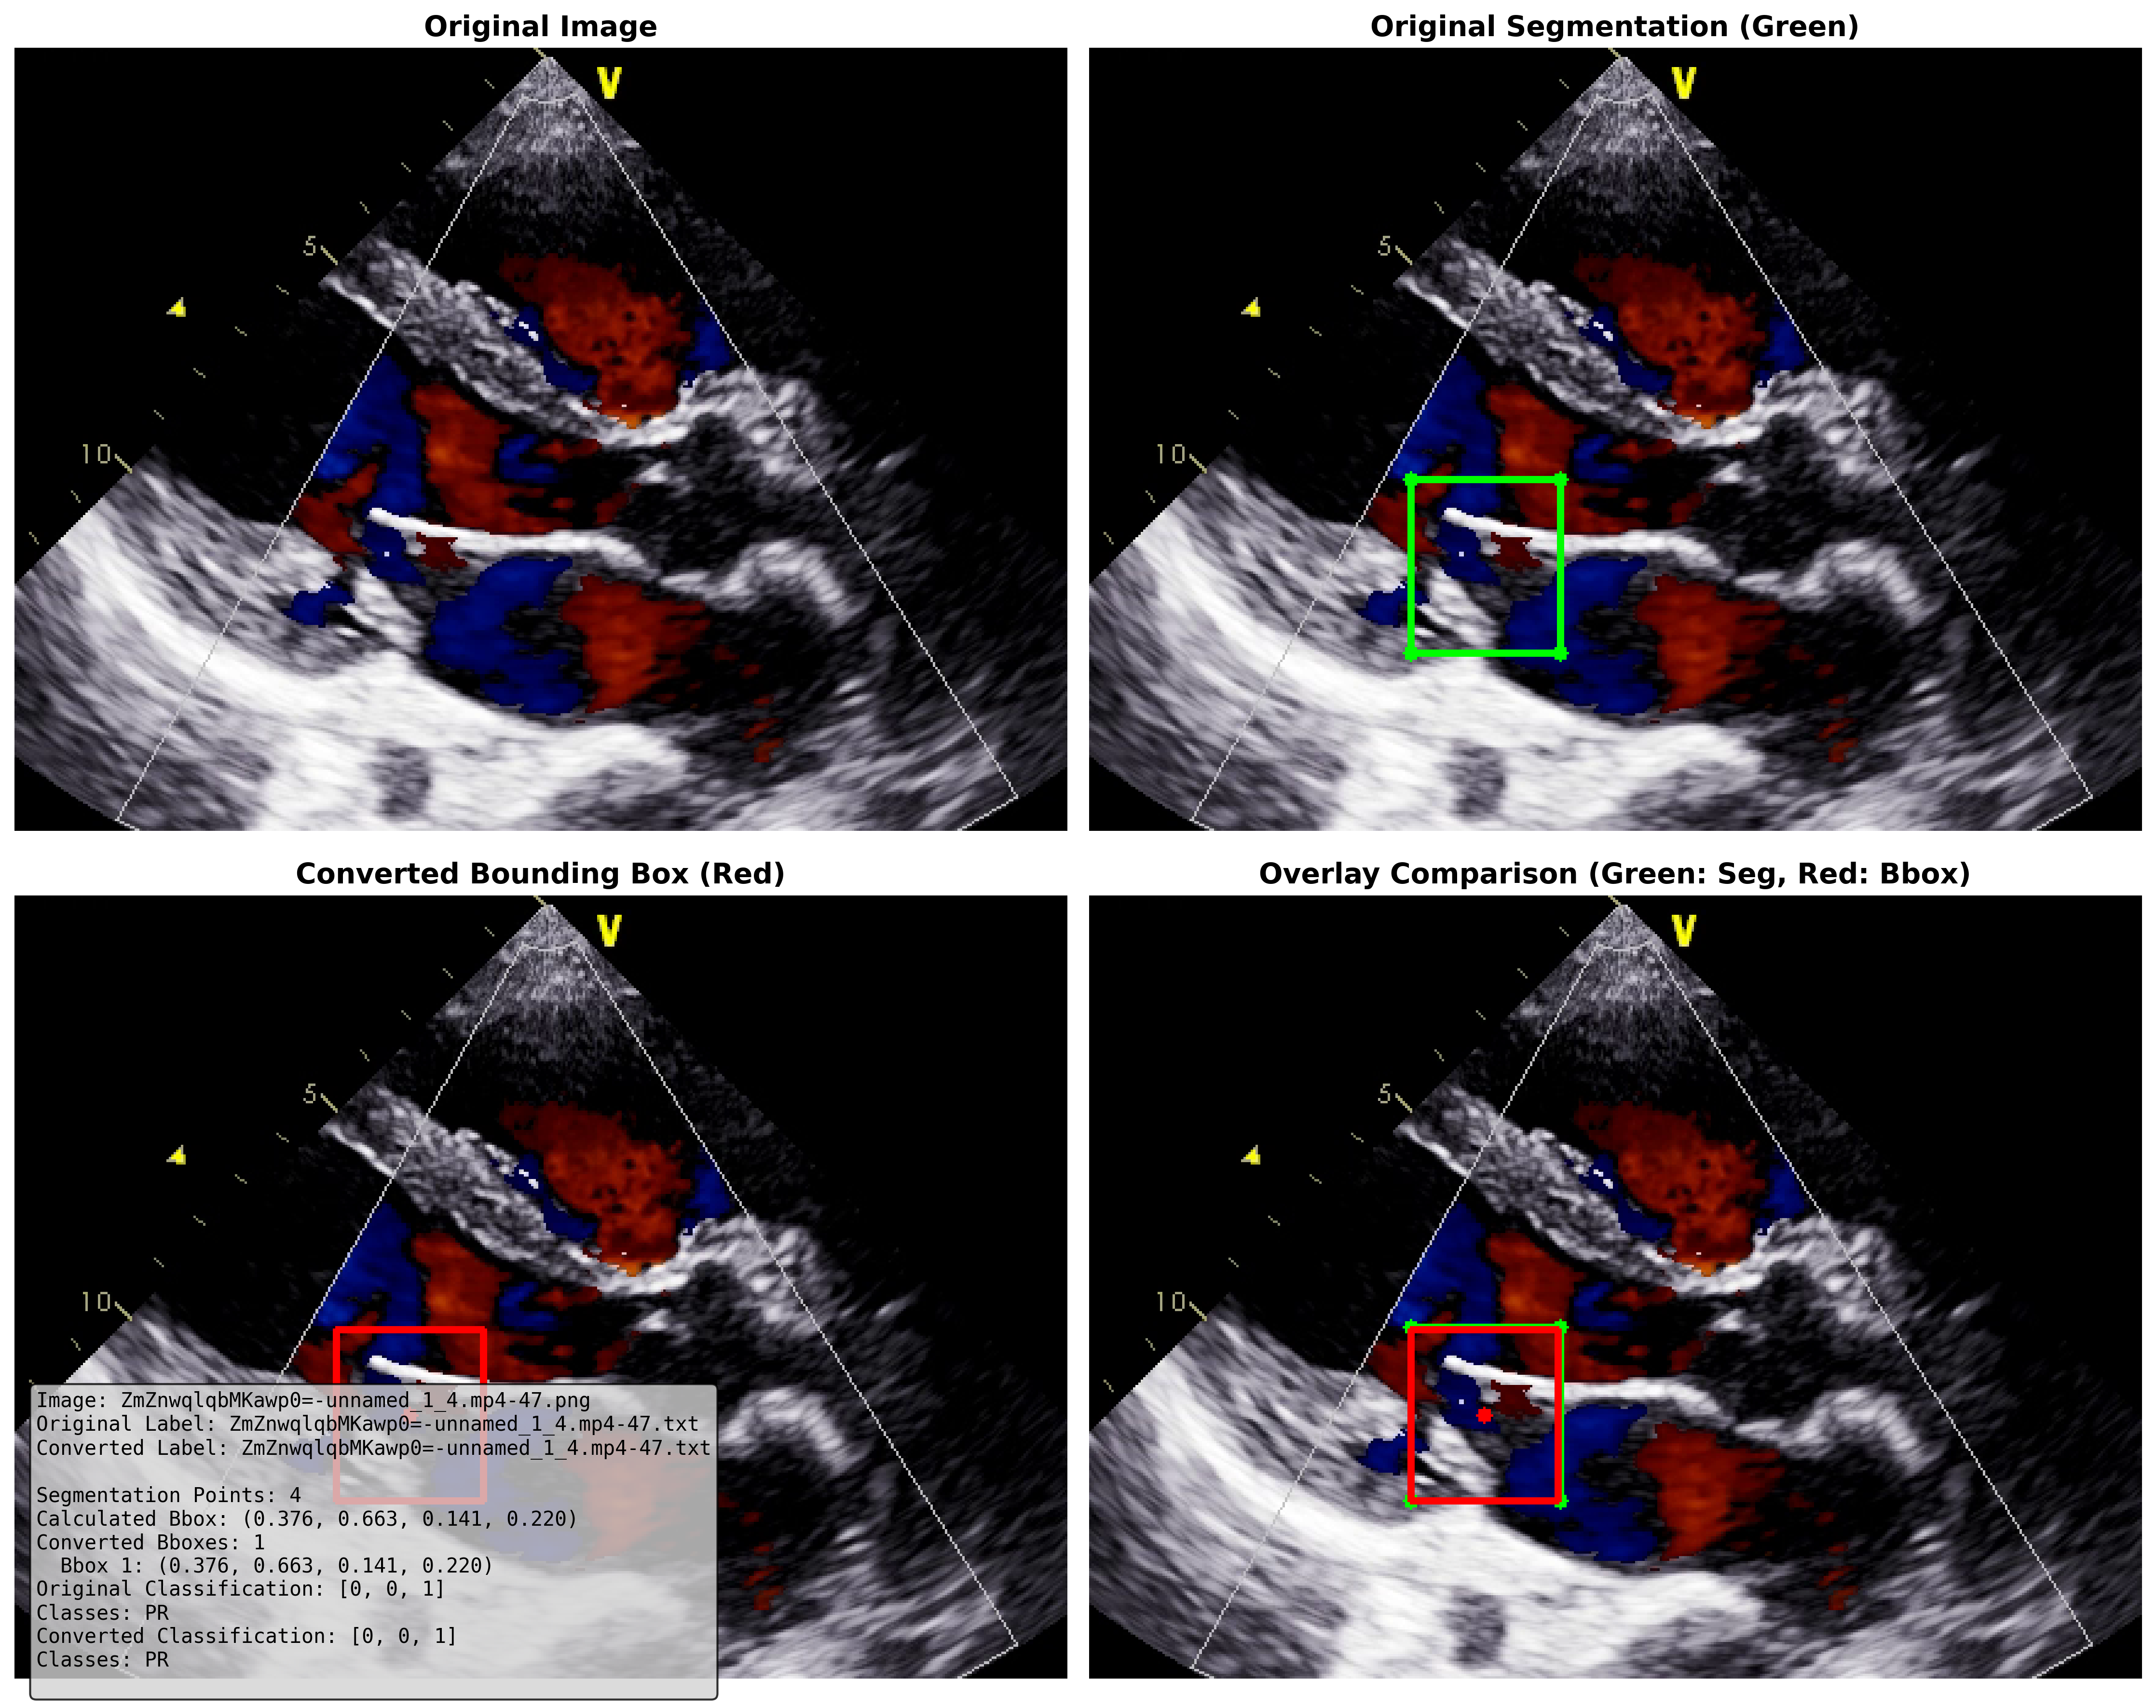 Original Image
V
5
10
Original Segmentation (Green)
V
5
10
Converted Bounding Box (Red)
V
5
10
Image: ZmZnwqlqbMKawp0=-unnamed_1_4.mp4-47.png
Original Label: ZmZnwqlqbMKawp0=-unnamed_1_4.mp4-47.txt
Converted Label: ZmZnwqlqbMKawp0=-unnamed_1_4.mp4-47.txt
Segmentation Points: 4
Calculated Bbox: (0.376, 0.663, 0.141, 0.220)
Converted Bboxes: 1
Bbox 1: (0.376, 0.663, 0.141, 0.220)
Original Classification: [0, 0, 1]
Classes: PR
Converted Classification: [0, 0, 1]
Classes: PR
Overlay Comparison (Green: Seg, Red: Bbox)
V
5
10